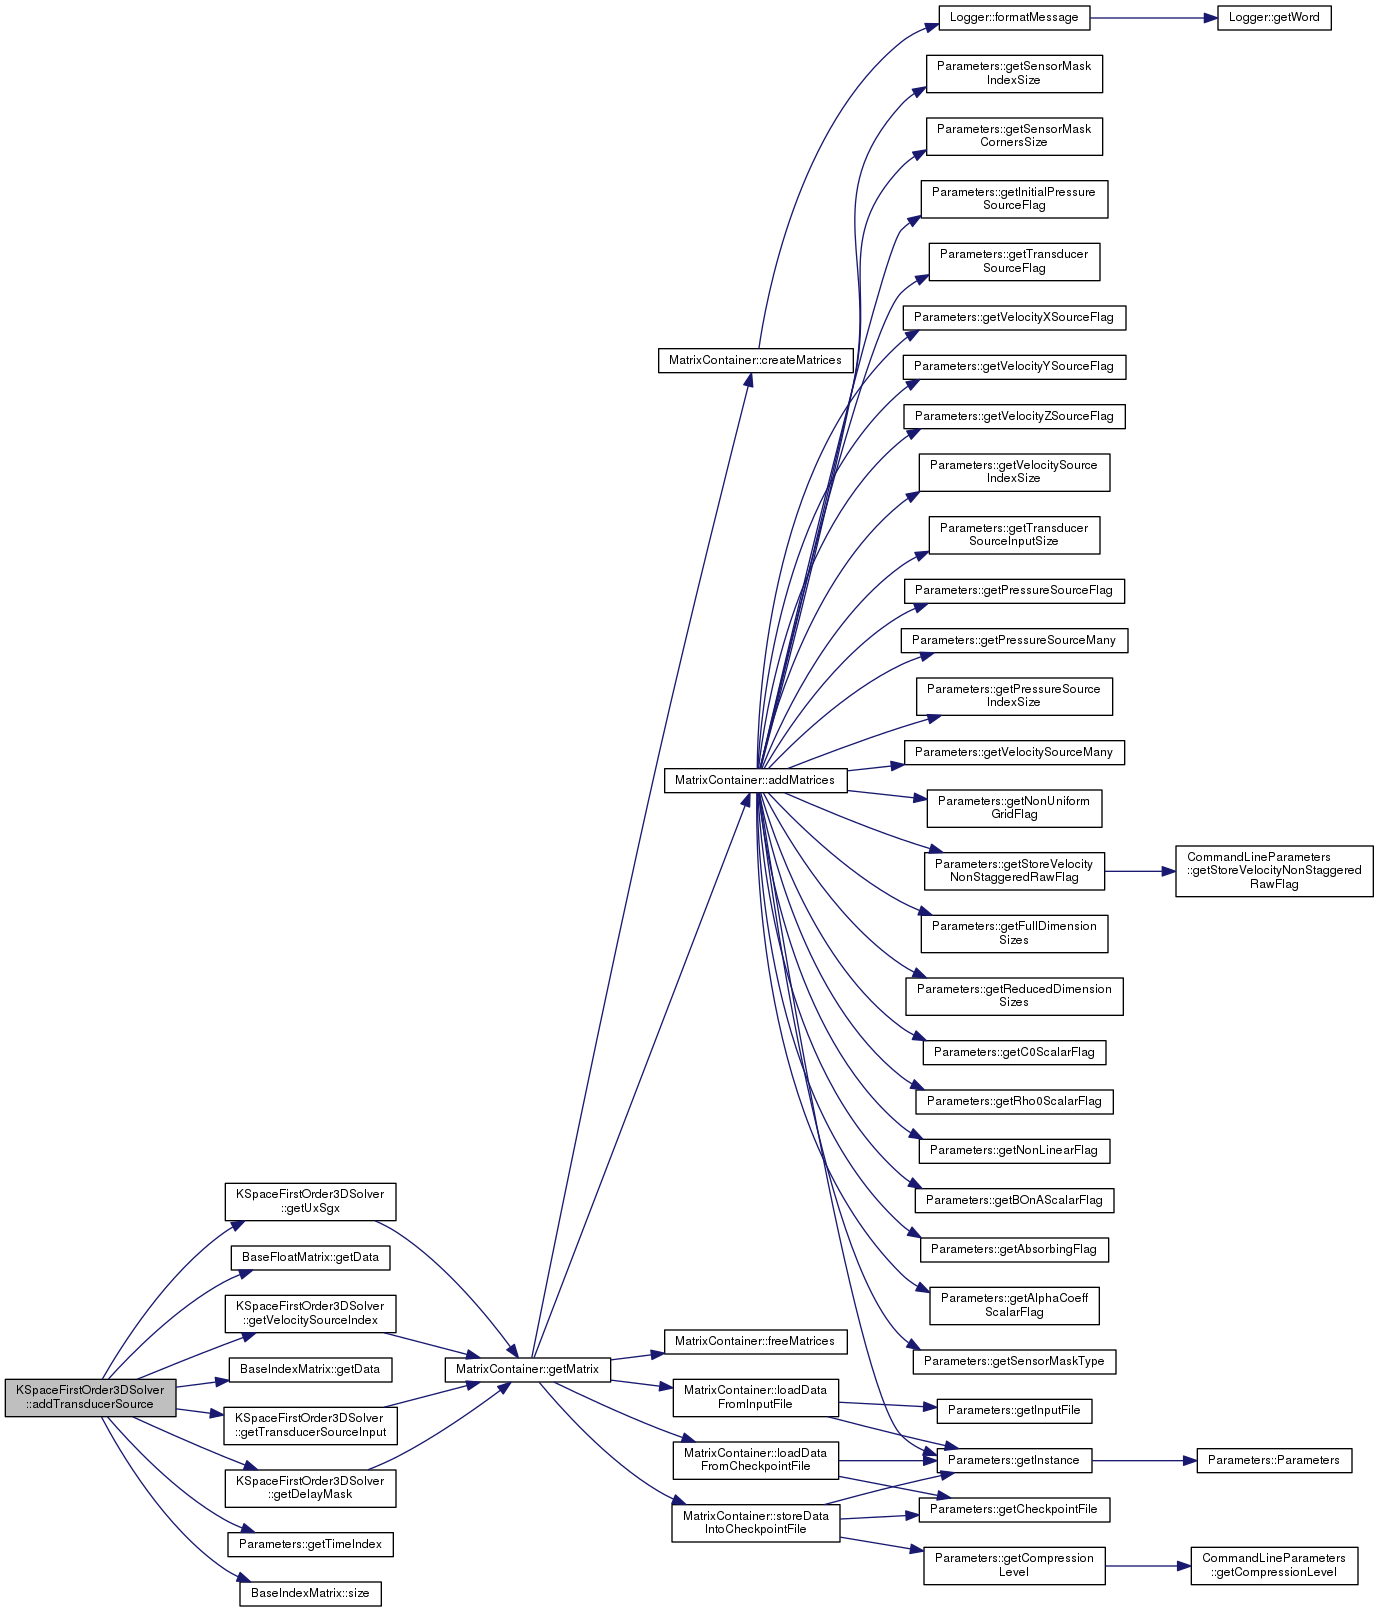 Logger::formatMessage
Logger::getWord
Parameters::getSensorMask
IndexSize
Parameters::getSensorMask
CornersSize
Parameters::getInitialPressure
SourceFlag
Parameters::getTransducer
SourceFlag
Parameters::getVelocityXSourceFlag
MatrixContainer::createMatrices
Parameters::getVelocityYSourceFlag
Parameters::getVelocityZSourceFlag
Parameters::getVelocitySource
IndexSize
Parameters::getTransducer
SourceInputSize
Parameters::getPressureSourceFlag
Parameters::getPressureSourceMany
Parameters::getPressureSource
IndexSize
Parameters::getVelocitySourceMany
MatrixContainer::addMatrices
Parameters::getNonUniform
GridFlag
Parameters::getStoreVelocity
NonStaggeredRawFlag
CommandLineParameters
::getStoreVelocityNonStaggered
RawFlag
Parameters::getFullDimension
Sizes
Parameters::getReducedDimension
Sizes
Parameters::getC0ScalarFlag
Parameters::getRho0ScalarFlag
Parameters::getNonLinearFlag
Parameters::getBOnAScalarFlag
Parameters::getAbsorbingFlag
Parameters::getAlphaCoeff
ScalarFlag
Parameters::getSensorMaskType
KSpaceFirstOrder3DSolver
::getUxSgx
BaseFloatMatrix::getData
KSpaceFirstOrder3DSolver
::getVelocitySourceIndex
BaseIndexMatrix::getData
KSpaceFirstOrder3DSolver
::addTransducerSource
KSpaceFirstOrder3DSolver
::getTransducerSourceInput
KSpaceFirstOrder3DSolver
::getDelayMask
Parameters::getTimeIndex
BaseIndexMatrix::size
MatrixContainer::getMatrix
MatrixContainer::freeMatrices
MatrixContainer::loadData
FromInputFile
MatrixContainer::loadData
FromCheckpointFile
MatrixContainer::storeData
IntoCheckpointFile
Parameters::getInputFile
Parameters::getInstance
Parameters::Parameters
Parameters::getCheckpointFile
Parameters::getCompression
Level
CommandLineParameters
::getCompressionLevel